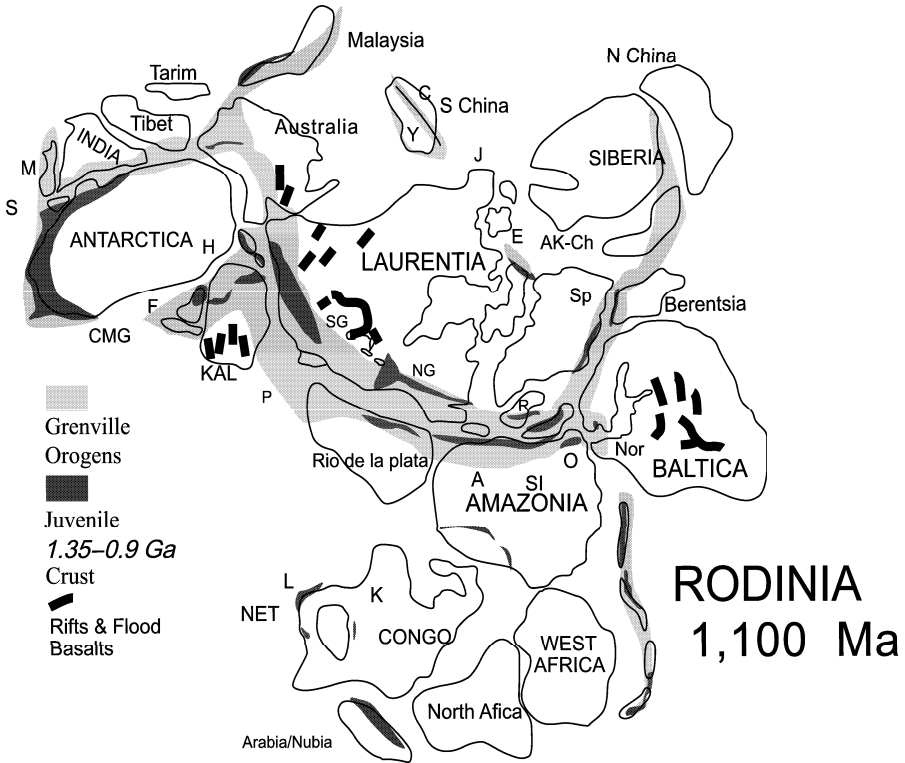 Malaysia
N China
Tarim
C
S China
Tibet
Australia
Y
INDIA
J
SIBERIA
M
S
ANTARCTICA
H
E
AK-Ch
LAURENTIA
Sp
F
Berentsia
CMG
SG
KAL
NG
P
R
Grenville
Orogens
Rio de la plata
O
Nor
BALTICA
A
SI
AMAZONIA
Juvenile
1.35–0.9 Ga
Crust
Rifts & Flood
Basalts
L
K
NET
CONGO
WEST
AFRICA
RODINIA
1,100 Ma
North Afica
Arabia/Nubia